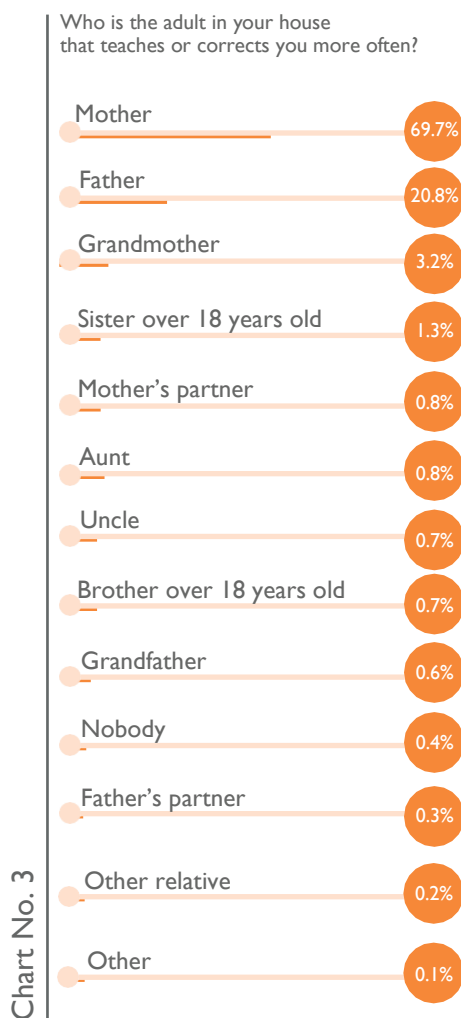 Who is the adult in your house
that teaches or corrects you more often?
Mother
69.7%
Father
20.8%
Grandmother
3.2%
Sister over 18 years old
1.3%
Mother’s partner
0.8%
Aunt
0.8%
Uncle
0.7%
Brother over 18 years old
0.7%
Grandfather
0.6%
Nobody
0.4%
Father’s partner
0.3%
Other relative
0.2%
Other
0.1%
Chart No. 3